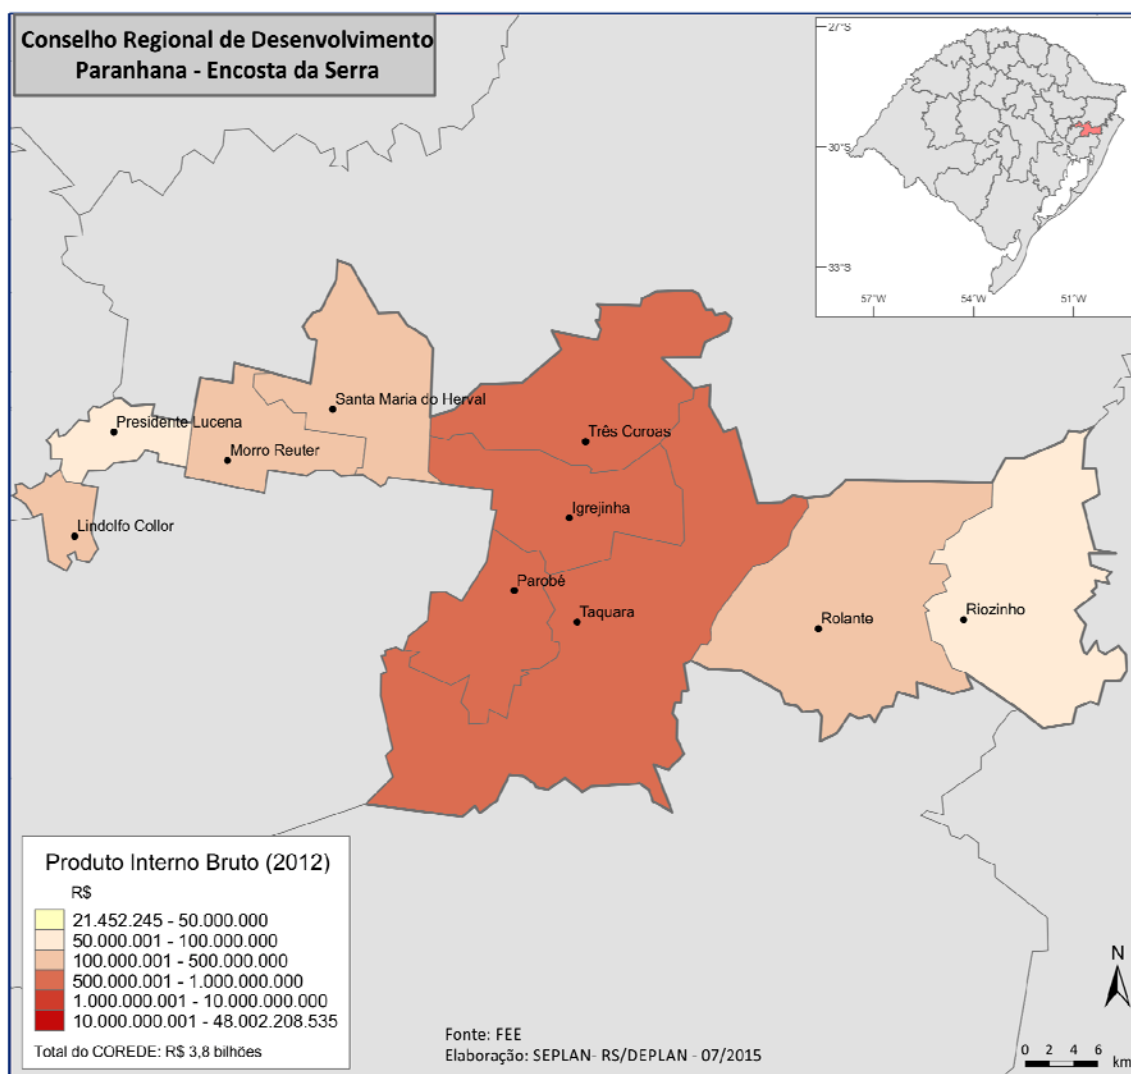 Conselho Regional de Desenvolvimento
Paranhana - Encosta da Serra
27°S
30°S
33°S
57°W
54°W
51°W
Santa Maria do Herval
Presidente Lucena
Morro Reuter
Três Coroas
Lindolfo Collor
Igrejinha
Parobé
Taquara
Rolante
Riozinho
Produto Interno Bruto (2012)
R$
21.452.245 - 50.000.000
50.000.001 - 100.000.000
100.000.001 - 500.000.000
500.000.001 - 1.000.000.000
1.000.000.001 - 10.000.000.000
10.000.000.001 - 48.002.208.535
Total do COREDE: R$ 3,8 bilhões
Fonte: FEE
Elaboração: SEPLAN- RS/DEPLAN - 07/2015
N
0 2 4 6
km